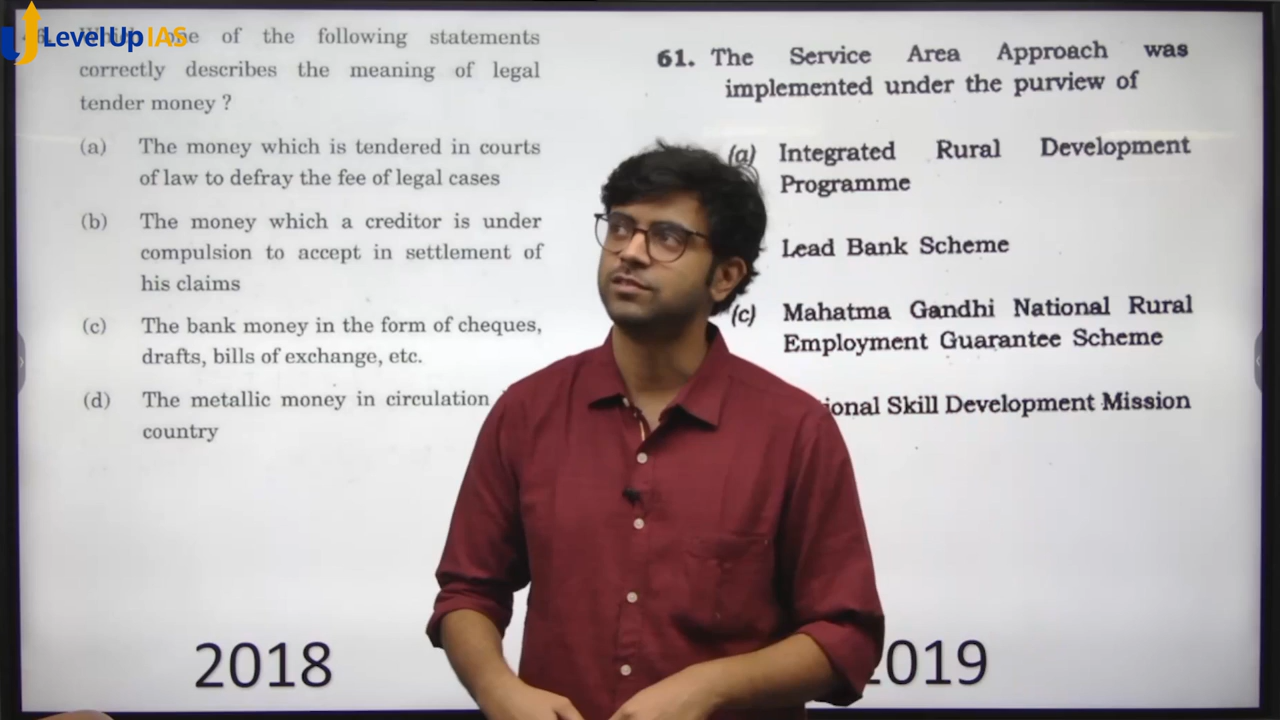 LevelUp IAS
of the following statements
correctly describes the meaning of legal
tender money ?
(a) The money which is tendered in courts
of law to defray the fee of legal cases
(b) The money which a creditor is under
compulsion to accept in settlement of
his claims
(c) The bank money in the form of cheques,
drafts, bills of exchange, etc.
(d) The metallic money in circulation
country
2018
61. The Service Area Approach was
implemented under the purview of
(a) Integrated Rural Development
Programme
Lead Bank Scheme
(c) Mahatma Gandhi National Rural
Employment Guarantee Scheme
ional Skill Development Mission
2019